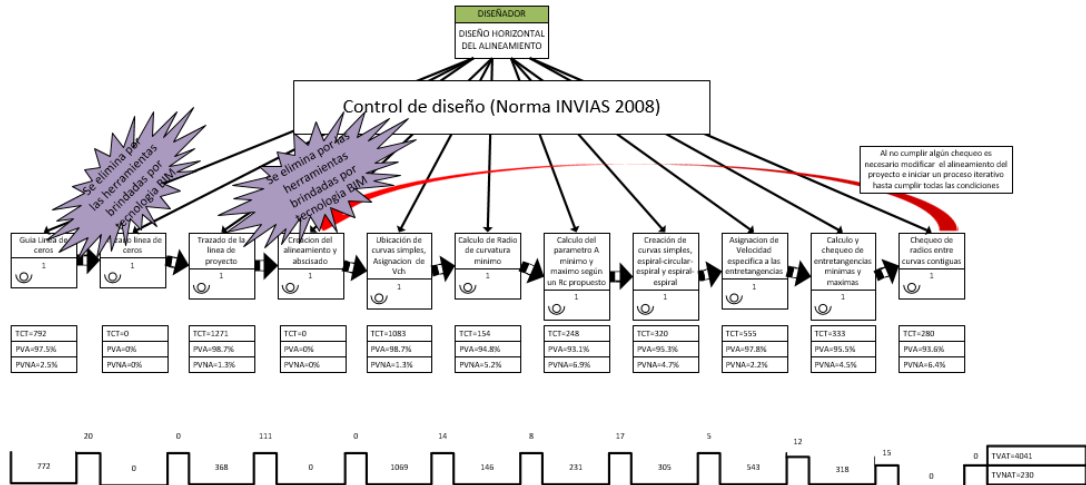 DISEÑADOR
DISEÑO HORIZONTAL
DEL ALINEAMIENTO
Control de diseño (Norma INVIAS 2008)
Se elimina por
las herramientas
brindadas por
tecnología BIM
Se elimina por las
herramientas
brindadas por
tecnología BIM
Al no cumplir algún chequeo es
necesario modificar el alineamiento del
proyecto e iniciar un proceso iterativo
hasta cumplir todas las condiciones
Guia Linea de
ceros
1
linea de
ceros
1
Trazado de la
linea de
proyecto
1
Creacion del
alineamiento y
abscisado
1
Ubicación de
curvas simples,
Asignacion de
Vch
1
Calculo de Radio
de curvatura
minimo
1
Calculo del
parametro A
minimo y
maximo según
un Rc propuesto
1
Creación de
curvas simples,
espiral-circular-
espiral y espiral-
espiral
1
Asignacion de
Velocidad
especifica a las
entretangencias
1
Calculo y
chequeo de
entretangencias
minimas y
maximas
1
Chequeo de
radios entre
curvas contiguas
1
TCT=792
PVA=97.5%
PVNA=2.5%
TCT=0
PVA=0%
PVNA=0%
TCT=1271
PVA=98.7%
PVNA=1.3%
TCT=0
PVA=0%
PVNA=0%
TCT=1083
PVA=98.7%
PVNA=1.3%
TCT=154
PVA=94.8%
PVNA=5.2%
TCT=248
PVA=93.1%
PVNA=6.9%
TCT=320
PVA=95.3%
PVNA=4.7%
TCT=555
PVA=97.8%
PVNA=2.2%
TCT=333
PVA=95.5%
PVNA=4.5%
TCT=280
PVA=93.6%
PVNA=6.4%
20
0
111
0
14
8
17
5
12
15
0
772
0
368
0
1069
146
231
305
543
318
0
TVAT=4041
TVNAT=230